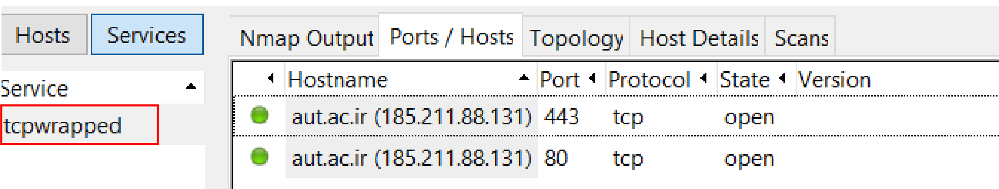 Hosts Services
Nmap Output Ports / Hosts Topology Host Details Scans
Service
tcpwrapped
Hostname Port Protocol State Version
aut.ac.ir (185.211.88.131) 443 tcp open
aut.ac.ir (185.211.88.131) 80 tcp open